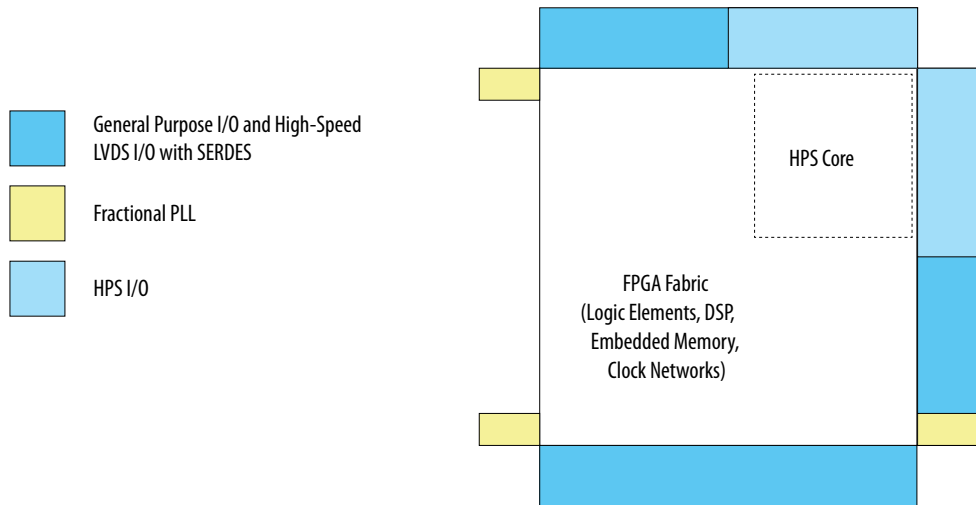 General Purpose I/O and High-Speed
LVDS I/O with SERDES
Fractional PLL
HPS I/O
HPS Core
FPGA Fabric
(Logic Elements, DSP,
Embedded Memory,
Clock Networks)